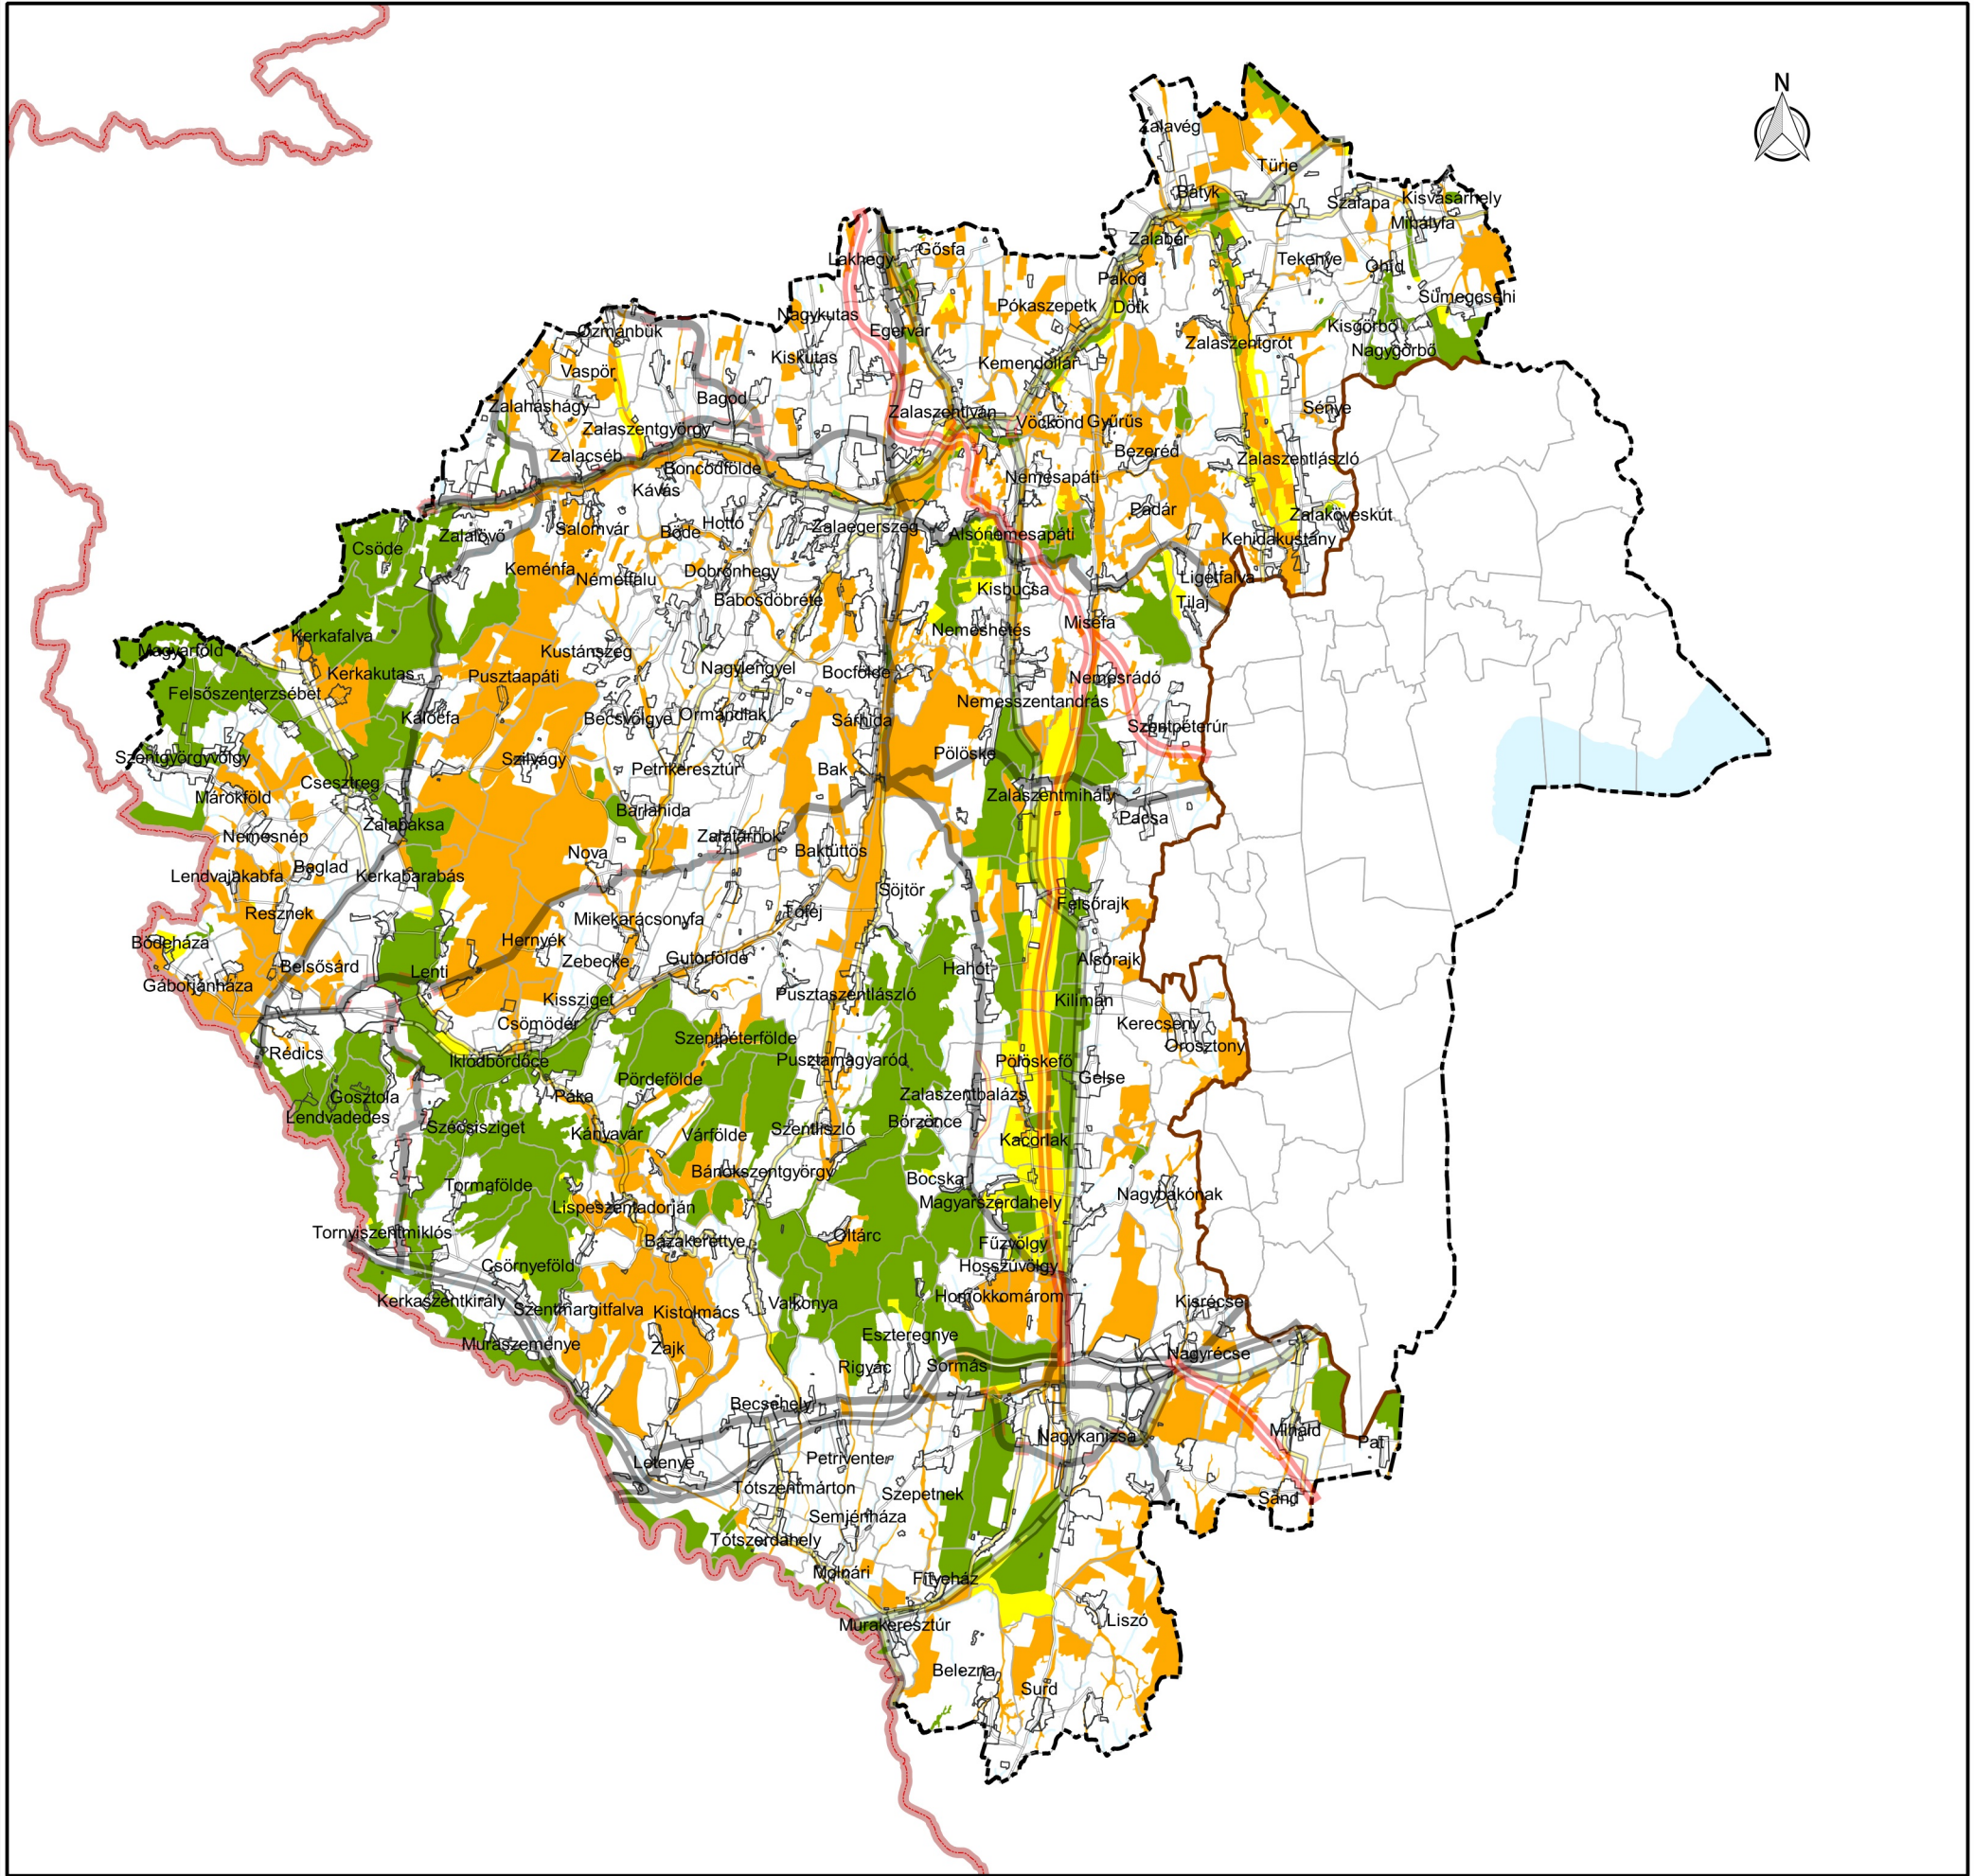 N
Zalavég
Türje
Bátyk
Szalapa
Kisvásárhely
Mihályfa
Zalabér
Gősfa
Lakhegy
Tekenye
Óhíd
Pakod
Sümegcsehi
Pókaszepetk
Dötk
Nagykutas
Kisgörbő
Egervár
Ozmánbük
Zalaszentgrót
Nagygörbő
Kiskutas
Kemendollár
Vaspör
Bagod
Zalaháshágy
Sénye
Zalaszentiván
Vöckönd
Gyűrűs
Zalaszentgyörgy
Bezeréd
Zalacséb
Zalaszentlászló
Boncodfölde
Nemesapáti
Kávás
Padár
Zalaköveskút
Hottó
Zalaegerszeg
Salomvár
Böde
Alsónemesapáti
Zalalövő
Kehidakustány
Csöde
Keménfa
Dobronhegy
Németfalu
Ligetfalva
Kisbucsa
Babosdöbréte
Tilaj
Misefa
Nemeshetés
Kerkafalva
Magyarföld
Kustánszeg
Nagylengyel
Bocfölde
Kerkakutas
Pusztaapáti
Nemesrádó
Felsőszenterzsébet
Nemesszentandrás
Kálócfa
Becsvölgye
Ormándlak
Sárhida
Szentpéterúr
Pölöske
Szentgyörgyvölgy
Szilvágy
Petrikeresztúr
Bak
Csesztreg
Zalaszentmihály
Márokföld
Barlahida
Pacsa
Zalabaksa
Nemesnép
Zalatárnok
Baktüttös
Nova
Baglad
Lendvajakabfa
Kerkabarabás
Söjtör
Felsőrajk
Resznek
Tófej
Mikekarácsonyfa
Bödeháza
Hernyék
Gutorfölde
Zebecke
Alsórajk
Belsősárd
Lenti
Hahót
Gáborjánháza
Kissziget
Pusztaszentlászló
Kilimán
Csömödér
Kerecseny
Szentpéterfölde
Orosztony
Rédics
Iklódbördőce
Pusztamagyaród
Pölöskefő
Pördefölde
Gelse
Gosztola
Páka
Zalaszentbalázs
Lendvadedes
Szécsisziget
Börzönce
Kányavár
Várfölde
Szentliszló
Kacorlak
Bánokszentgyörgy
Bocska
Tormafölde
Nagybakónak
Magyarszerdahely
Lispeszentadorján
Tornyiszentmiklós
Oltárc
Bázakerettye
Fűzvölgy
Csörnyeföld
Hosszúvölgy
Homokkomárom
Kerkaszentkirály
Szentmargitfalva
Kistolmács
Valkonya
Kisrécse
Eszteregnye
Muraszemenye
Zajk
Nagyrécse
Rigyác
Sormás
Becsehely
Miháld
Nagykanizsa
Pat
Petrivente
Letenye
Tótszentmárton
Szepetnek
Sand
Semjénháza
Tótszerdahely
Molnári
Fityeház
Liszó
Murakeresztúr
Belezna
Surd